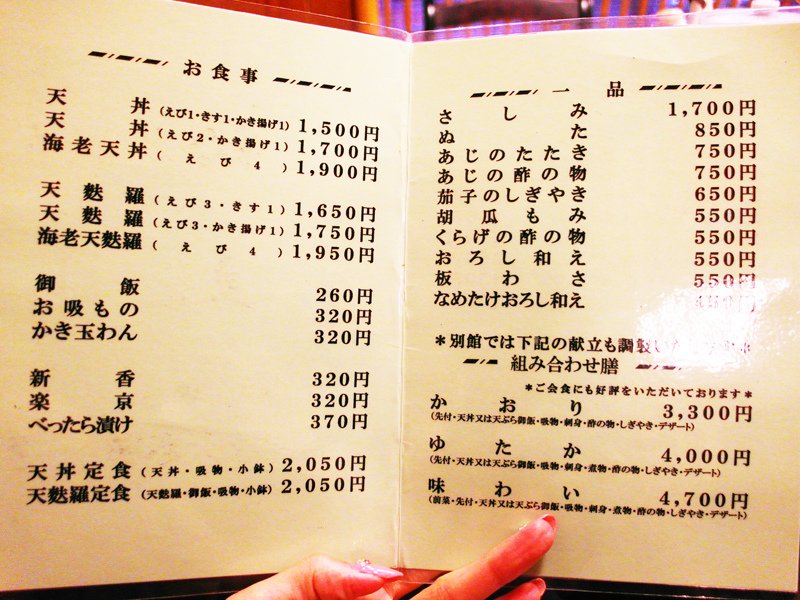 お食事
天丼(えび1・きす1・かき揚げ1) 1,500円
天丼(えび2・かき揚げ1) 1,700円
海老天丼(えび4) 1,900円
天麩羅(えび3・きす1) 1,650円
天麩羅(えび3・かき揚げ1) 1,750円
海老天麩羅(えび4) 1,950円
御飯 260円
お吸もの 320円
かき玉わん 320円
新香 320円
楽京 320円
べったら漬け 370円
天丼定食(天丼・吸物・小鉢) 2,050円
天麩羅定食(天麩羅・御飯・吸物・小鉢) 2,050円
一品
さしみ 1,700円
ぬた 850円
あじのたたき 750円
あじの酢の物 750円
茄子のしぎやき 650円
胡瓜もみ 550円
くらげの酢の物 550円
おろし和え 550円
板わさ 550円
なめたけおろし和え
*別館では下記の献立も調製い
組み合わせ膳
*ご会食にも好評をいただいております*
かおり 3,300円
(先付・天丼又は天ぷら御飯・吸物・刺身・酢の物・しぎやき・デザート)
ゆたか 4,000円
(先付・天丼又は天ぷら御飯・吸物・刺身・煮物・酢の物・しぎやき・デザート)
味わい 4,700円
(前菜・先付・天丼又は天ぷら御飯・吸物・刺身・煮物・酢の物・しぎやき・デザート)